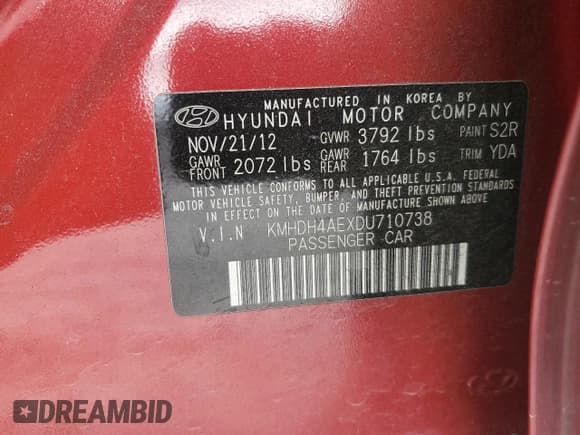 MANUFACTURED IN KOREA BY
HYUNDAI MOTOR COMPANY
NOV/21/12 GVWR 3792 lbs PAINT S2R
GAWR FRONT 2072 lbs GAWR REAR 1764 lbs TRIM YDA
THIS VEHICLE CONFORMS TO ALL APPLICABLE U.S.A. FEDERAL
MOTOR VEHICLE SAFETY, BUMPER, AND THEFT PREVENTION STANDARDS
IN EFFECT ON THE DATE OF MANUFACTURE SHOWN ABOVE.
V.I.N KMHDH4AEXDU710738
PASSENGER CAR
DREAMBID